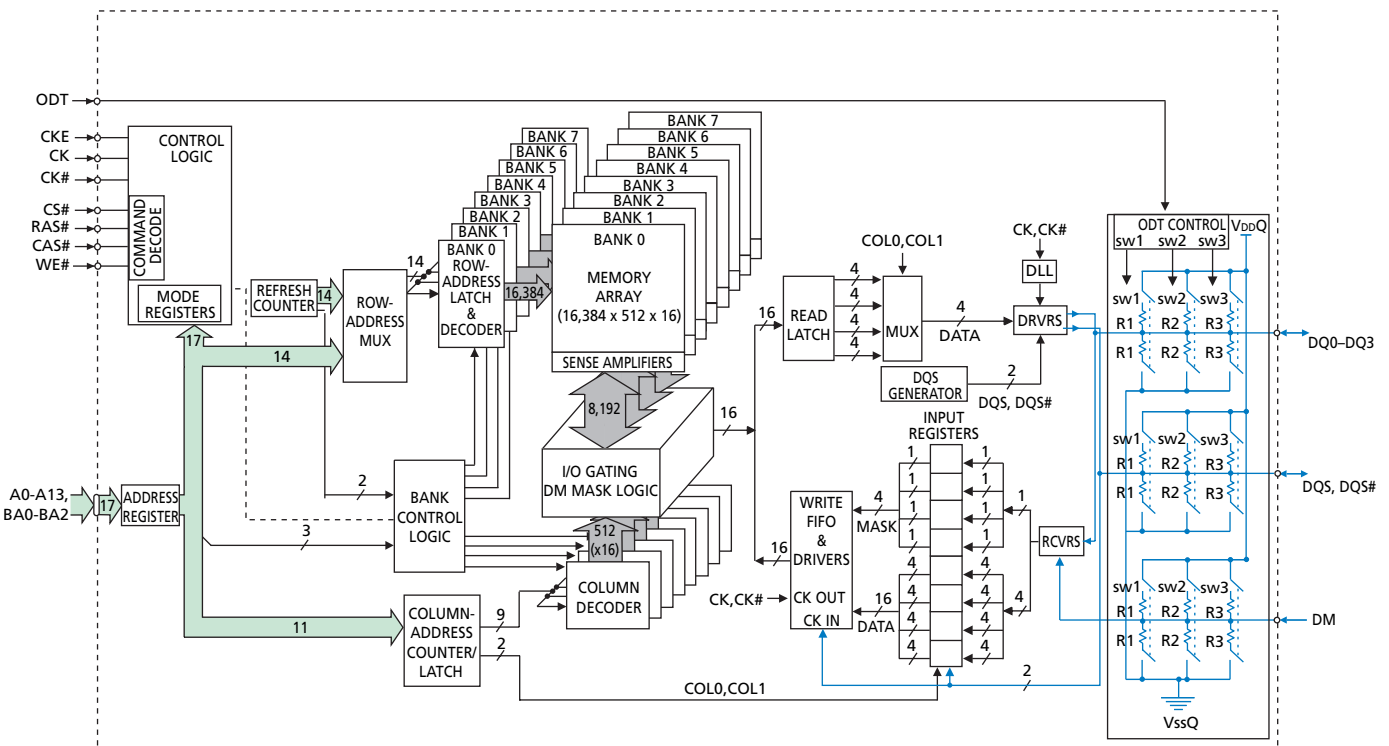 ODT
CKE
CK
CK#
CS#
RAS#
CAS#
WE#
CONTROL
LOGIC
COMMAND
DECODE
MODE
REGISTERS
17
REFRESH
COUNTER
14
14
ROW-
ADDRESS
MUX
14
BANK 7
BANK 6
BANK 5
BANK 4
BANK 3
BANK 2
BANK 1
BANK 0
ROW-
ADDRESS
LATCH
&
DECODER
16,384
BANK 7
BANK 6
BANK 5
BANK 4
BANK 3
BANK 2
BANK 1
BANK 0
MEMORY
ARRAY
(16,384 x 512 x 16)
SENSE AMPLIFIERS
8,192
I/O GATING
DM MASK LOGIC
16
512
(x16)
COLUMN
DECODER
A0-A13,
BA0-BA2
17
ADDRESS
REGISTER
2
3
BANK
CONTROL
LOGIC
11
COLUMN-
ADDRESS
COUNTER/
LATCH
9
2
COL0,COL1
16
READ
LATCH
4
4
4
4
COL0,COL1
MUX
4
DATA
CK,CK#
DLL
DRVRS
DQS
GENERATOR
2
DQS, DQS#
INPUT
REGISTERS
1
1
1
1
4
4
4
4
1
1
1
1
4
4
4
4
1
4
RCVRS
16
WRITE
FIFO
&
DRIVERS
CK OUT
CK IN
CK,CK#
4
MASK
16
DATA
2
ODT CONTROL
VDDQ
sw1 sw2 sw3
sw1 sw2 sw3
R1 R2 R3
R1 R2 R3
sw1 sw2 sw3
R1 R2 R3
R1 R2 R3
sw1 sw2 sw3
R1 R2 R3
R1 R2 R3
VssQ
DQ0–DQ3
DQS, DQS#
DM